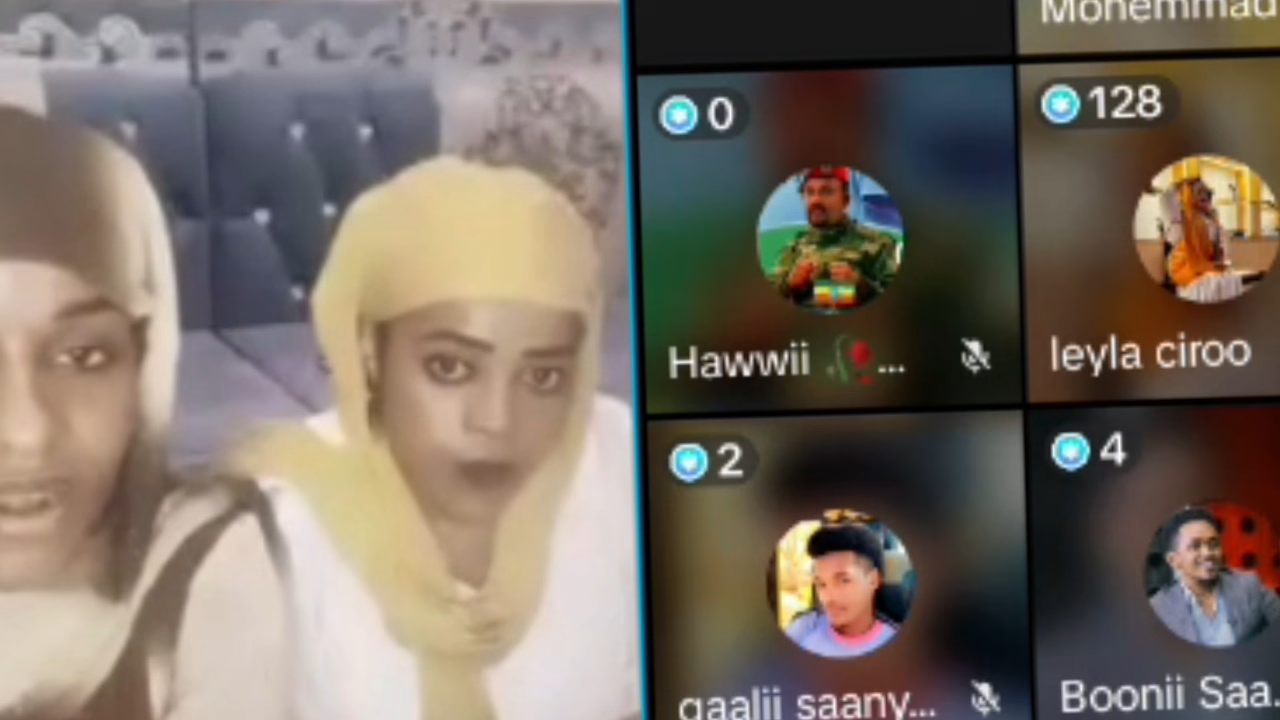 Mohemmad
0
128
Hawwii 🥀...
leyla ciroo
2
4
gaalii saany...
Boonii Saa.